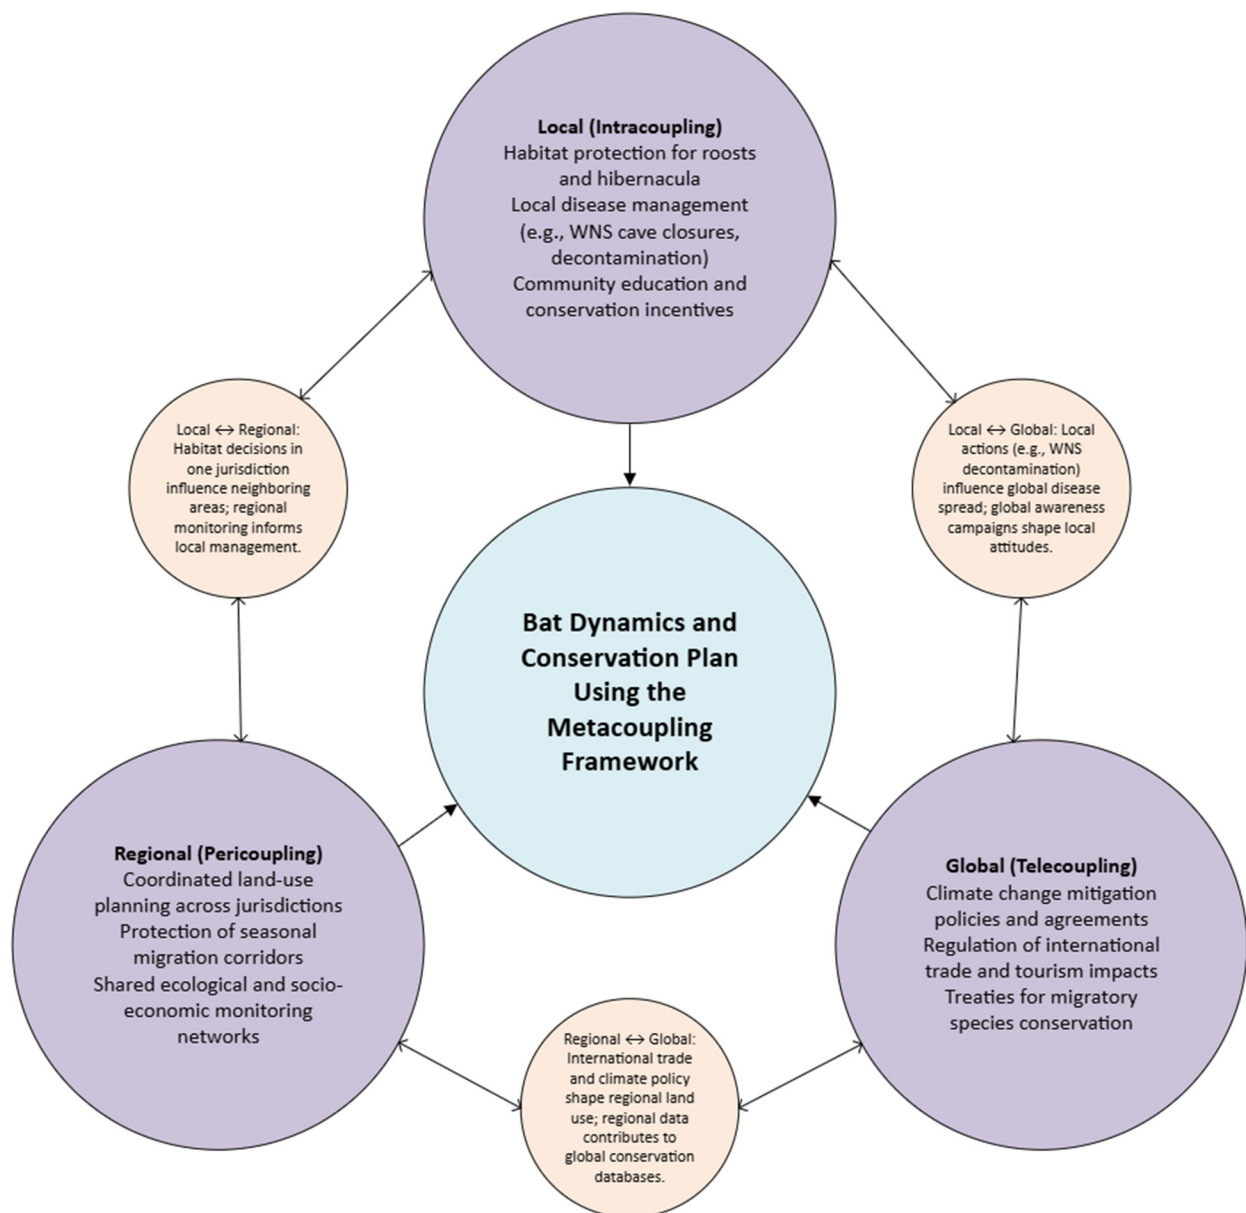 Local (Intracoupling)
Habitat protection for roosts
and hibernacula
Local disease management
(e.g., WNS cave closures,
decontamination)
Community education and
conservation incentives
Local ↔ Regional:
Habitat decisions in
one jurisdiction
influence neighboring
areas; regional
monitoring informs
local management.
Local ↔ Global: Local
actions (e.g., WNS
decontamination)
influence global disease
spread; global awareness
campaigns shape local
attitudes.
Bat Dynamics and
Conservation Plan
Using the
Metacoupling
Framework
Regional (Pericoupling)
Coordinated land-use
planning across jurisdictions
Protection of seasonal
migration corridors
Shared ecological and socio-
economic monitoring
networks
Global (Telecoupling)
Climate change mitigation
policies and agreements
Regulation of international
trade and tourism impacts
Treaties for migratory
species conservation
Regional ↔ Global:
International trade
and climate policy
shape regional land
use; regional data
contributes to
global conservation
databases.